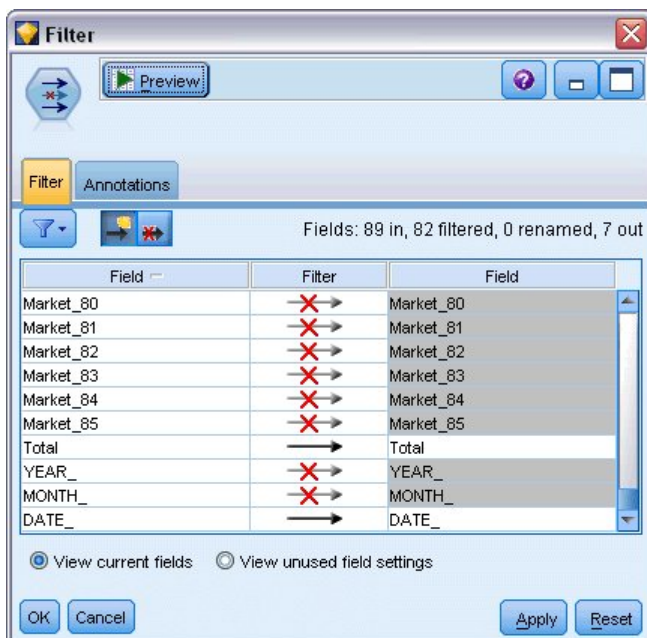 Filter
Preview
Filter Annotations
Fields: 89 in, 82 filtered, 0 renamed, 7 out
Field Filter Field
Market_80 Market_80
Market_81 Market_81
Market_82 Market_82
Market_83 Market_83
Market_84 Market_84
Market_85 Market_85
Total Total
YEAR_ YEAR_
MONTH_ MONTH_
DATE_ DATE_
View current fields View unused field settings
OK Cancel Apply Reset